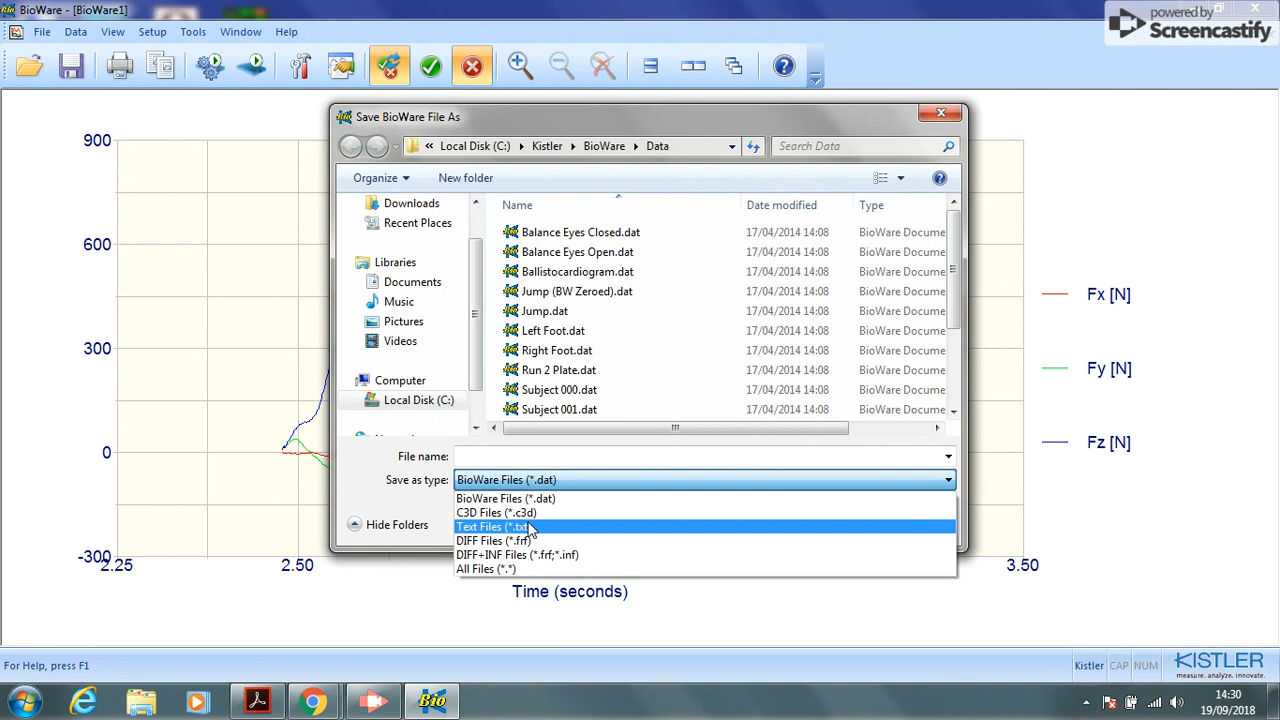 BioWare - [BioWare1]
powered by
Screencastify
File Data View Setup Tools Window Help
Save BioWare File As
« Local Disk (C:) Kistler BioWare Data
Search Data
Organize New folder
Downloads
Recent Places
Libraries
Documents
Music
Pictures
Videos
Computer
Local Disk (C:)
Name Date modified Type
Balance Eyes Closed.dat 17/04/2014 14:08 BioWare Docume
Balance Eyes Open.dat 17/04/2014 14:08 BioWare Docume
Ballistocardiogram.dat 17/04/2014 14:08 BioWare Docume
Jump (BW Zeroed).dat 17/04/2014 14:08 BioWare Docume
Jump.dat 17/04/2014 14:08 BioWare Docume
Left Foot.dat 17/04/2014 14:08 BioWare Docume
Right Foot.dat 17/04/2014 14:08 BioWare Docume
Run 2 Plate.dat 17/04/2014 14:08 BioWare Docume
Subject 000.dat 17/04/2014 14:08 BioWare Docume
Subject 001.dat 17/04/2014 14:08 BioWare Docume
File name:
Save as type: BioWare Files (*.dat)
BioWare Files (*.dat)
C3D Files (*.c3d)
Text Files (*.txt)
DIFF Files (*.frf)
DIFF+INF Files (*.frf;*.inf)
All Files (*.*)
Hide Folders
900
600
300
0
-300
2.25 2.50 3.50
Time (seconds)
Fx [N]
Fy [N]
Fz [N]
For Help, press F1
Kistler CAP NUM
KISTLER
measure. analyze. innovate.
Bio
14:30
19/09/2018